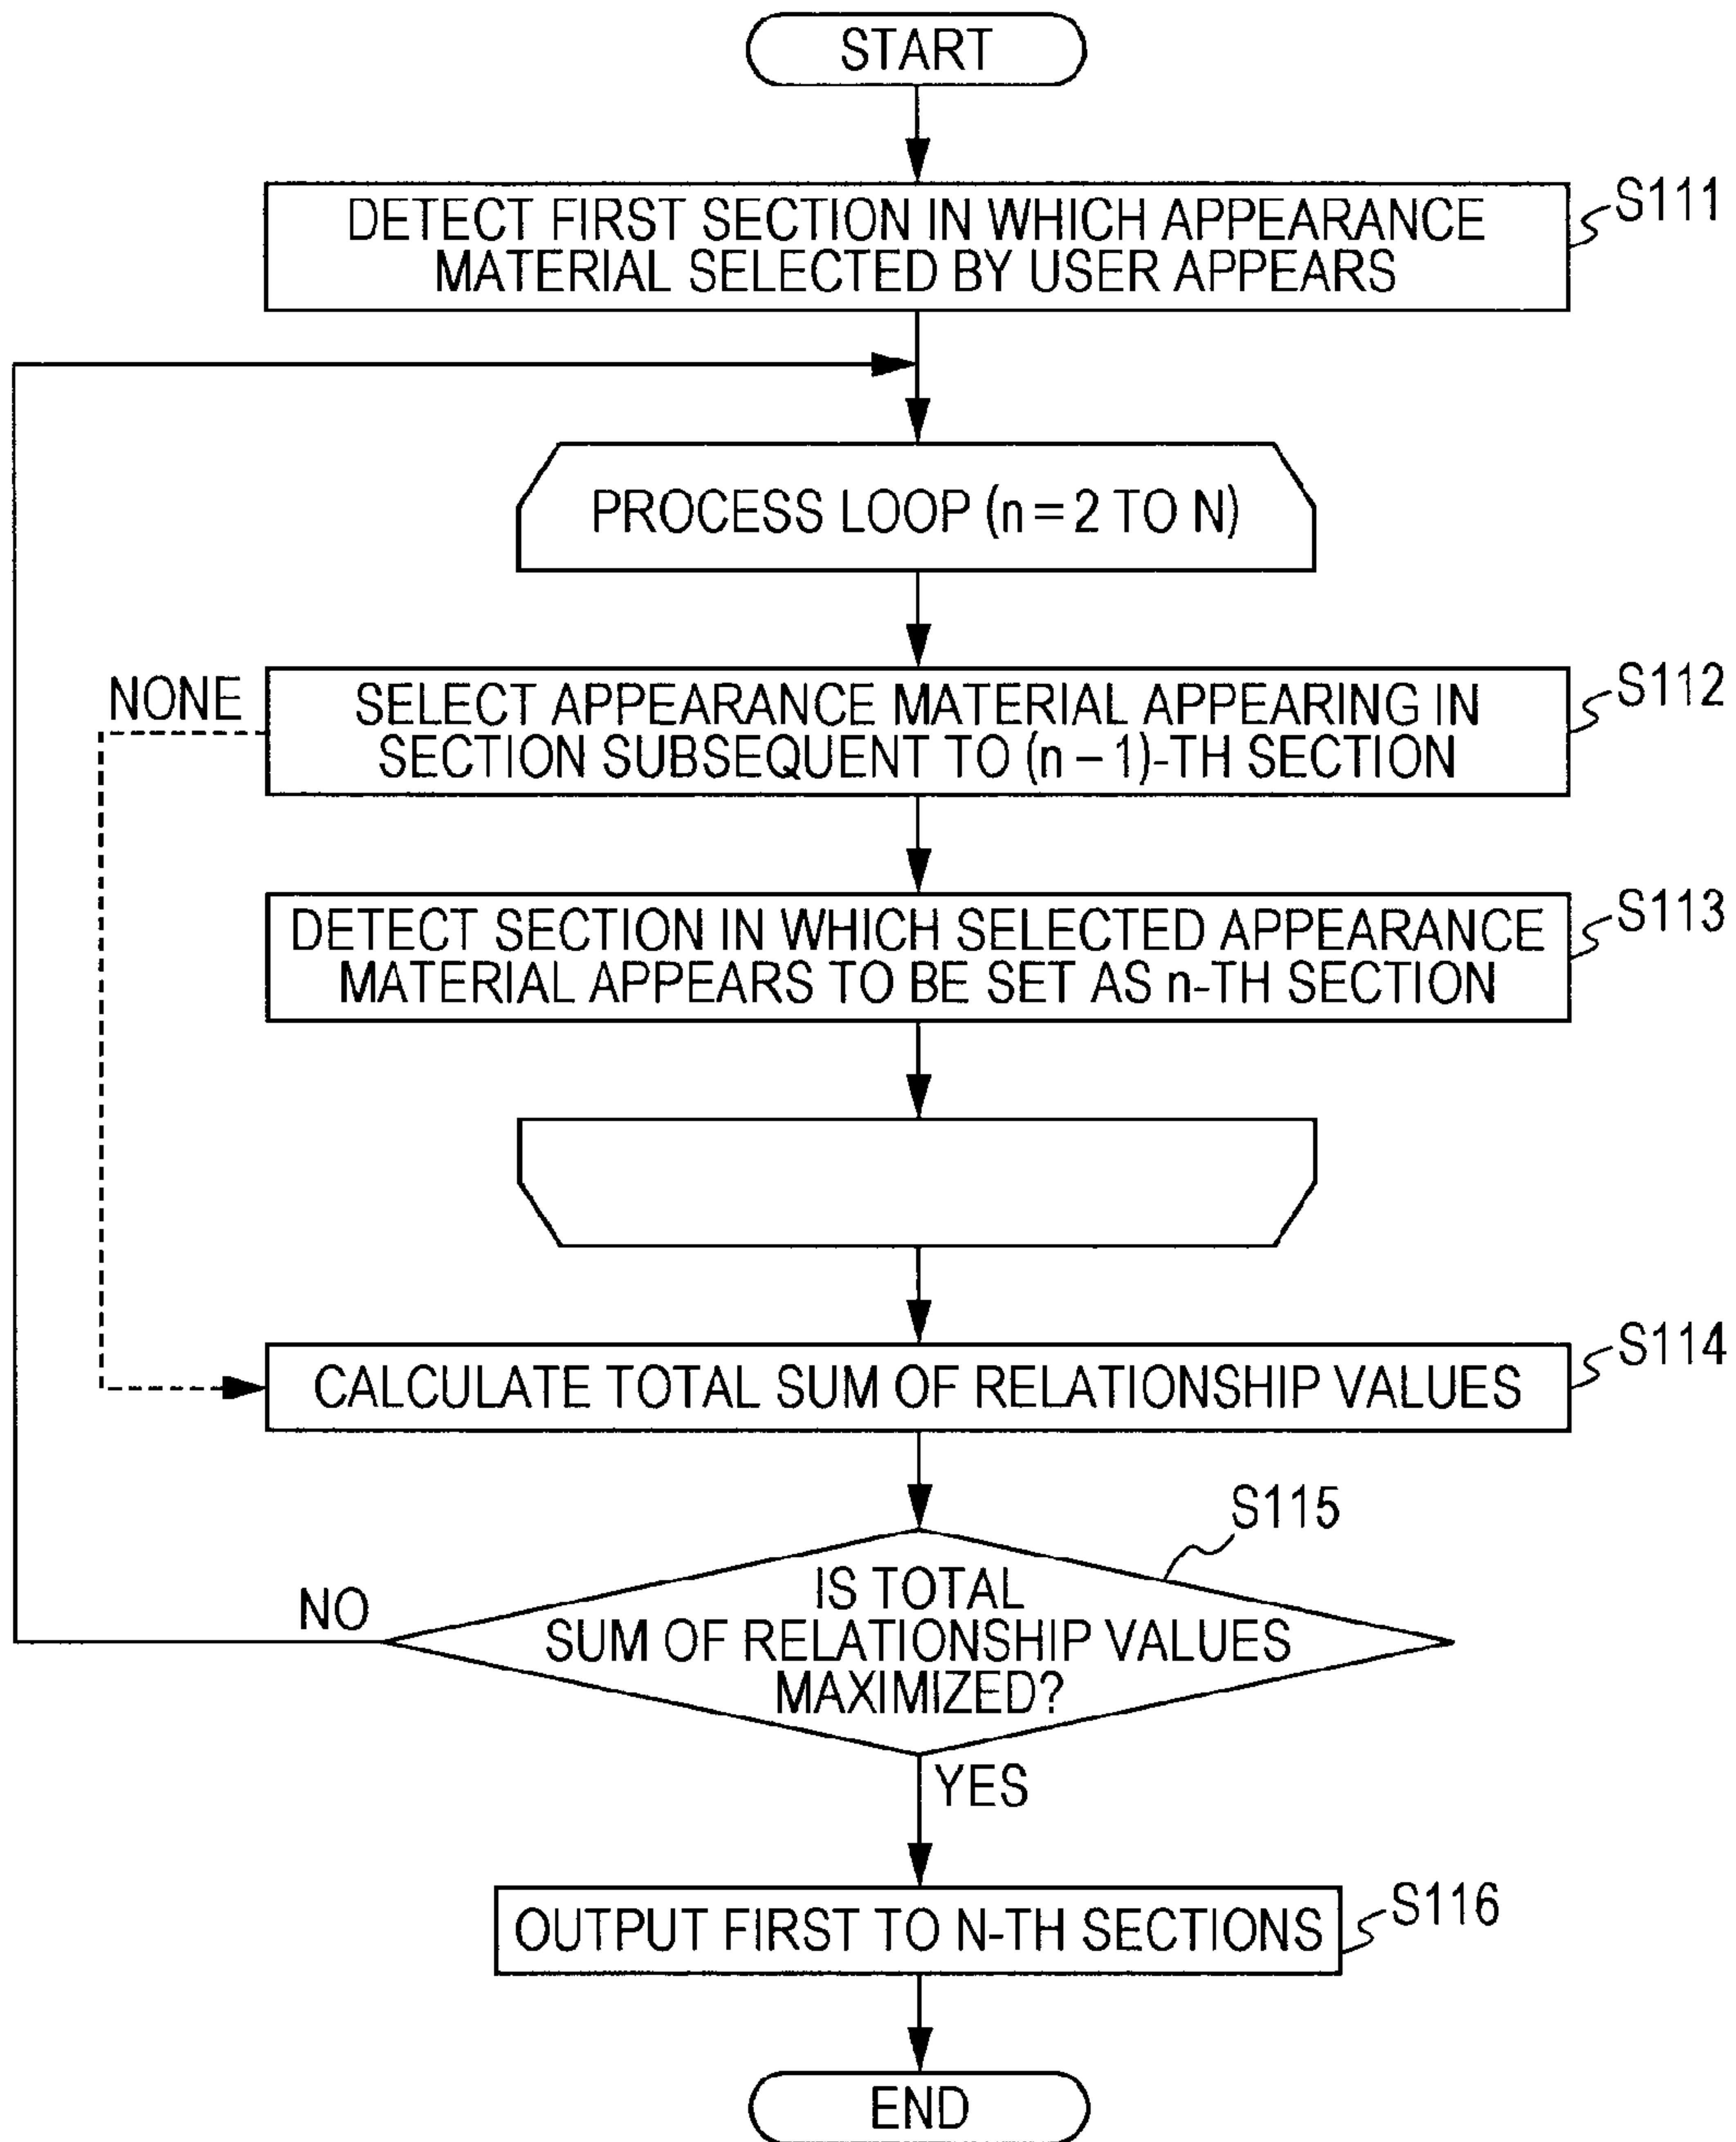 START
DETECT FIRST SECTION IN WHICH APPEARANCE
MATERIAL SELECTED BY USER APPEARS
S111
PROCESS LOOP (n = 2 TO N)
NONE
SELECT APPEARANCE MATERIAL APPEARING IN
SECTION SUBSEQUENT TO (n – 1)-TH SECTION
S112
DETECT SECTION IN WHICH SELECTED APPEARANCE
MATERIAL APPEARS TO BE SET AS n-TH SECTION
S113
CALCULATE TOTAL SUM OF RELATIONSHIP VALUES
S114
S115
IS TOTAL
SUM OF RELATIONSHIP VALUES
MAXIMIZED?
NO
YES
OUTPUT FIRST TO N-TH SECTIONS
S116
END